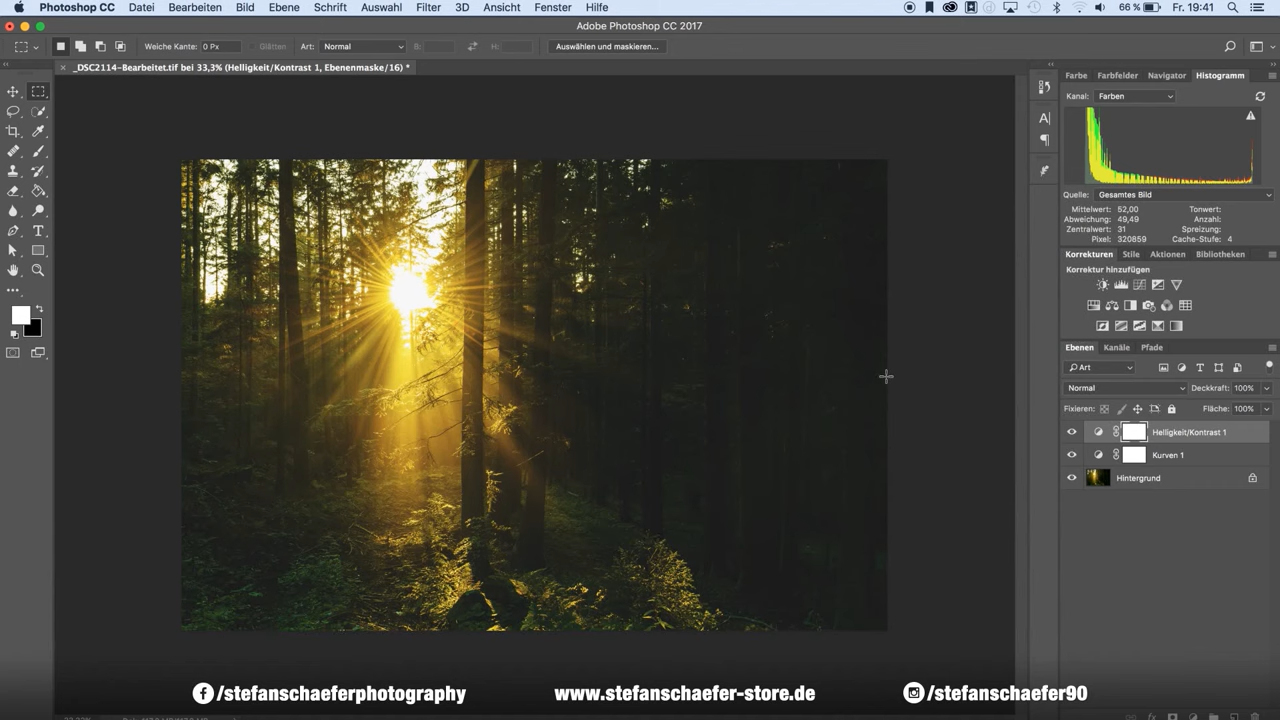 Photoshop CC Datei Bearbeiten Bild Ebene Schrift Auswahl Filter 3D Ansicht Fenster Hilfe 66 % Fr. 19:41
Adobe Photoshop CC 2017
Weiche Kante: 0 Px Glätten Art: Normal B: H: Auswählen und maskieren...
_DSC2114-Bearbeitet.tif bei 33,3% (Helligkeit/Kontrast 1, Ebenenmaske/16) *
Farbe Farbfelder Navigator Histogramm
Kanal: Farben
Quelle: Gesamtes Bild
Mittelwert: 52,00 Tonwert:
Abweichung: 49,49 Anzahl:
Zentralwert: 31 Spreizung:
Pixel: 320859 Cache-Stufe: 4
Korrekturen Stile Aktionen Bibliotheken
Korrektur hinzufügen
Ebenen Kanäle Pfade
Art
Normal Deckkraft: 100%
Fixieren: Fläche: 100%
Helligkeit/Kontrast 1
Kurven 1
Hintergrund
/stefanschaeferphotography www.stefanschaefer-store.de /stefanschaefer90